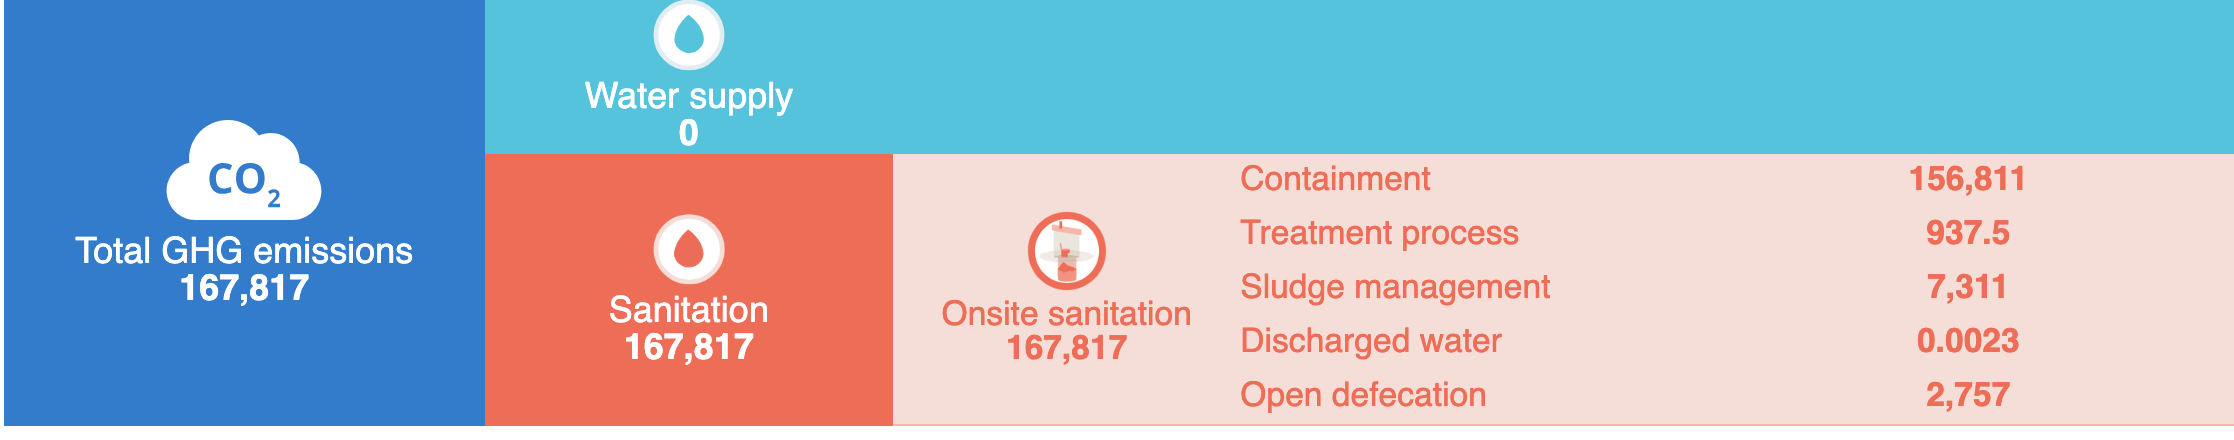 CO2
Total GHG emissions
167,817
Water supply
0
Sanitation
167,817
Onsite sanitation
167,817
Containment 156,811
Treatment process 937.5
Sludge management 7,311
Discharged water 0.0023
Open defecation 2,757